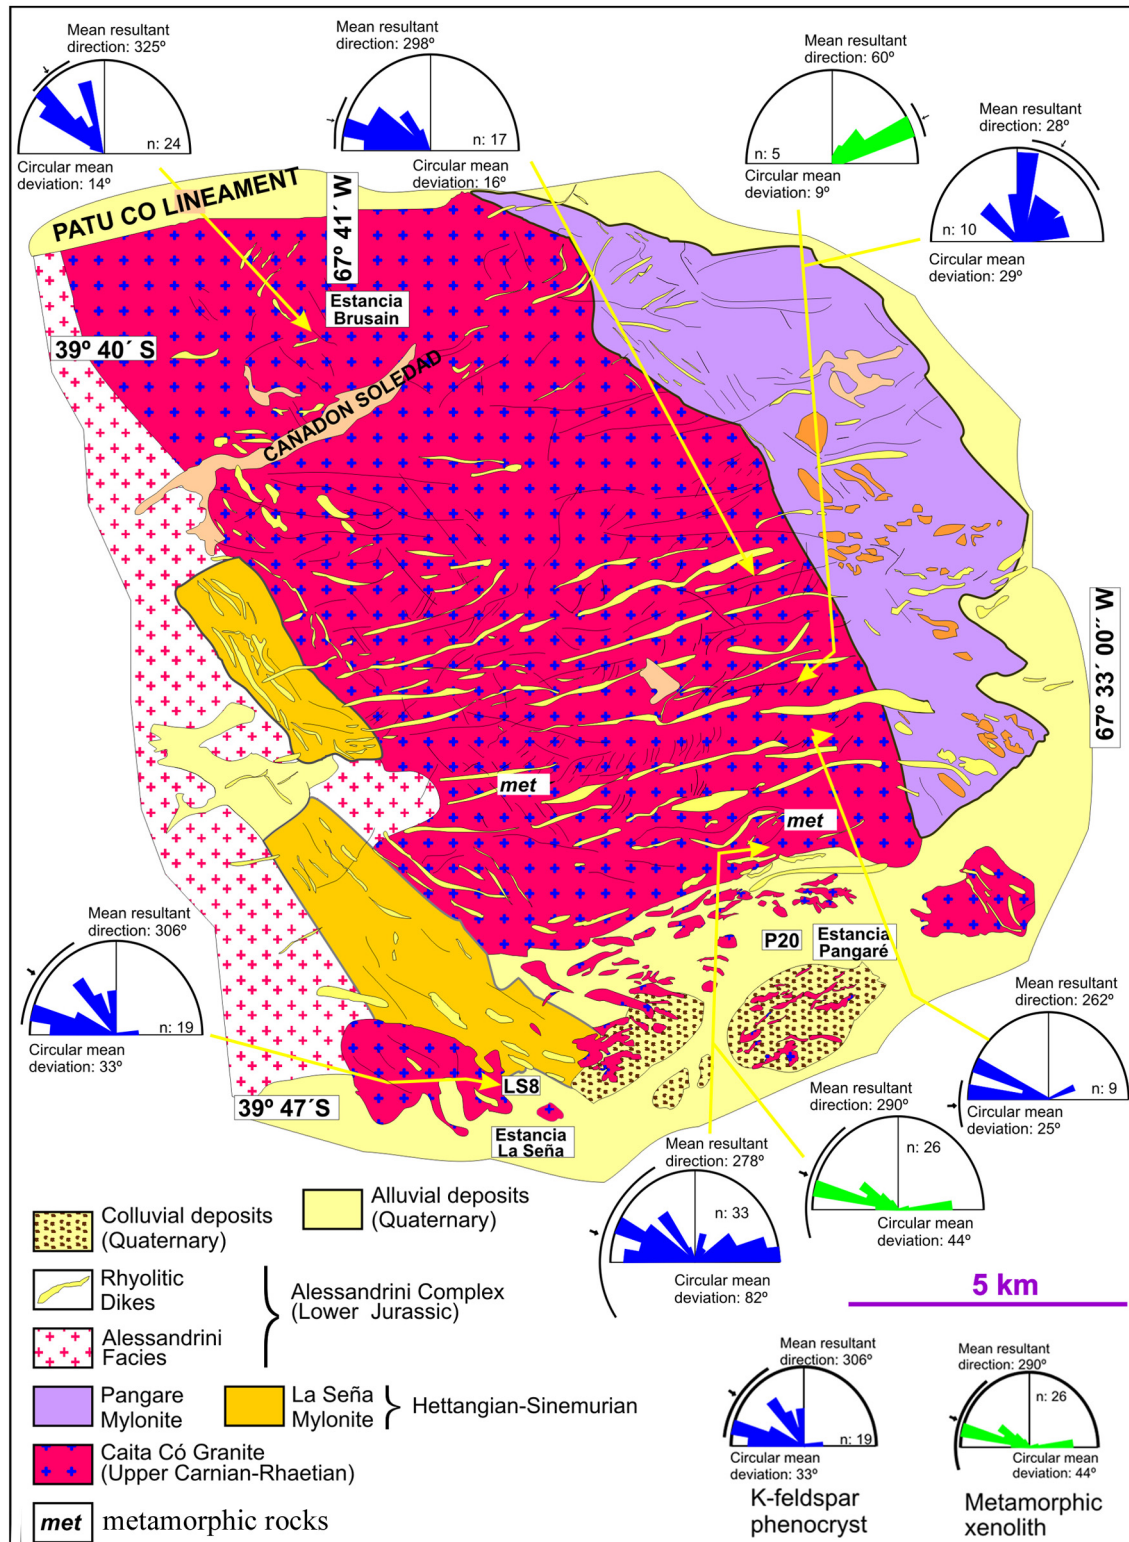 Mean resultant
direction: 325º
n: 24
Circular mean
deviation: 14°
Mean resultant
direction: 298º
n: 17
Circular mean
deviation: 16º
Mean resultant
direction: 60º
n: 5
Circular mean
deviation: 9º
Mean resultant
direction: 28º
n: 10
Circular mean
deviation: 29º
PATU CO LINEAMENT
67º 41´ W
Estancia
Brusain
39º 40´ S
CAÑADON SOLEDAD
67º 33´ 00´´ W
met
met
P20
Estancia
Pangaré
Mean resultant
direction: 306º
n: 19
Circular mean
deviation: 33º
Mean resultant
direction: 262º
n: 9
Circular mean
deviation: 25º
LS8
39º 47´S
Estancia
La Seña
Mean resultant
direction: 290º
n: 26
Circular mean
deviation: 44º
Mean resultant
direction: 278º
n: 33
Circular mean
deviation: 82º
Colluvial deposits
(Quaternary)
Alluvial deposits
(Quaternary)
Rhyolitic
Dikes
Alessandrini
Facies
Alessandrini Complex
(Lower Jurassic)
Pangare
Mylonite
La Seña
Mylonite
Hettangian-Sinemurian
Caita Có Granite
(Upper Carnian-Rhaetian)
met
metamorphic rocks
5 km
Mean resultant
direction: 306º
n: 19
Circular mean
deviation: 33º
K-feldspar
phenocryst
Mean resultant
direction: 290º
n: 26
Circular mean
deviation: 44º
Metamorphic
xenolith